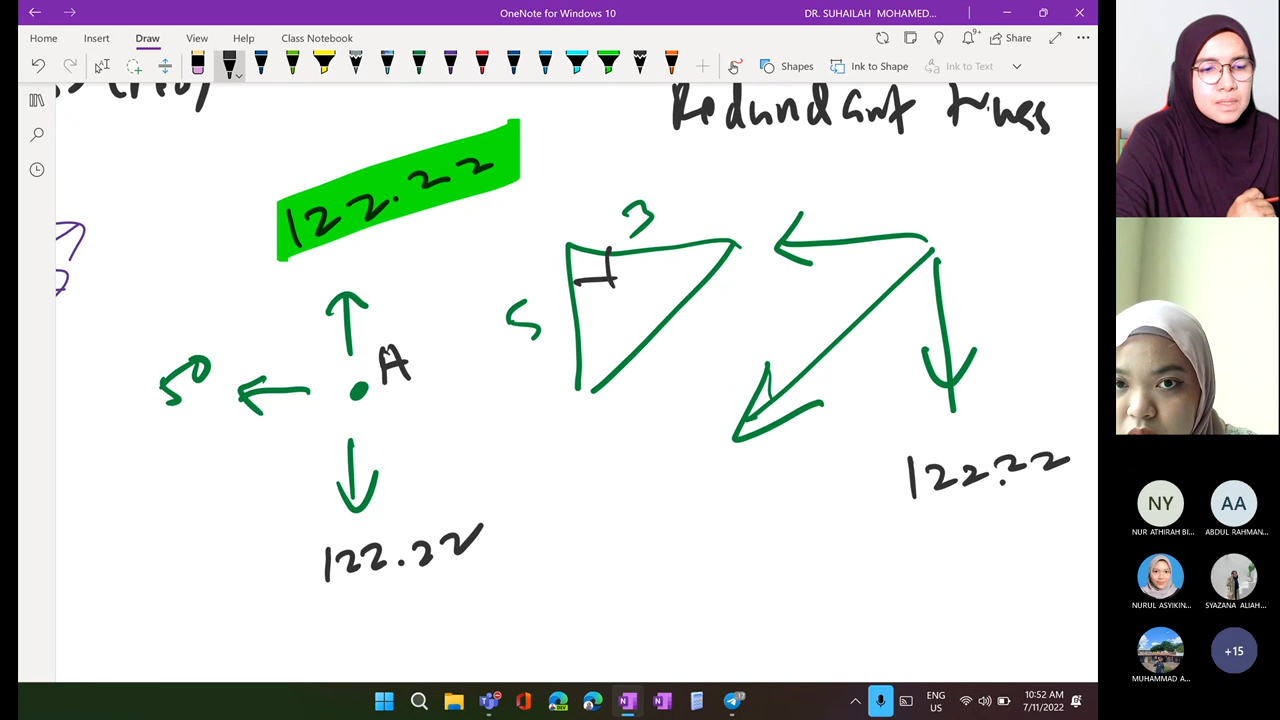 OneNote for Windows 10
DR. SUHAILAH MOHAMED...
Home Insert Draw View Help Class Notebook
Share
Shapes
Ink to Shape
Ink to Text
Redundant truss
122.22
3
5
A
50
122.22
122.22
NY
NUR ATHIRAH BI...
AA
ABDUL RAHMAN...
NURUL ASYIKIN...
SYAZANA ALIAH...
MUHAMMAD A...
+15
ENG
US
10:52 AM
7/11/2022